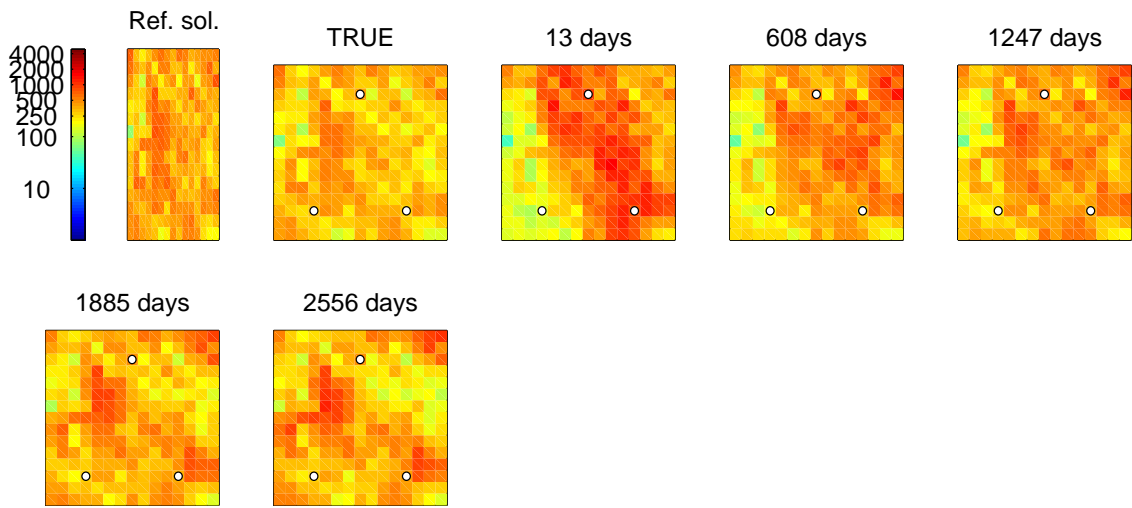 Ref. sol.
TRUE
13 days
608 days
1247 days
4000
2000
1000
500
250
100
10
1885 days
2556 days